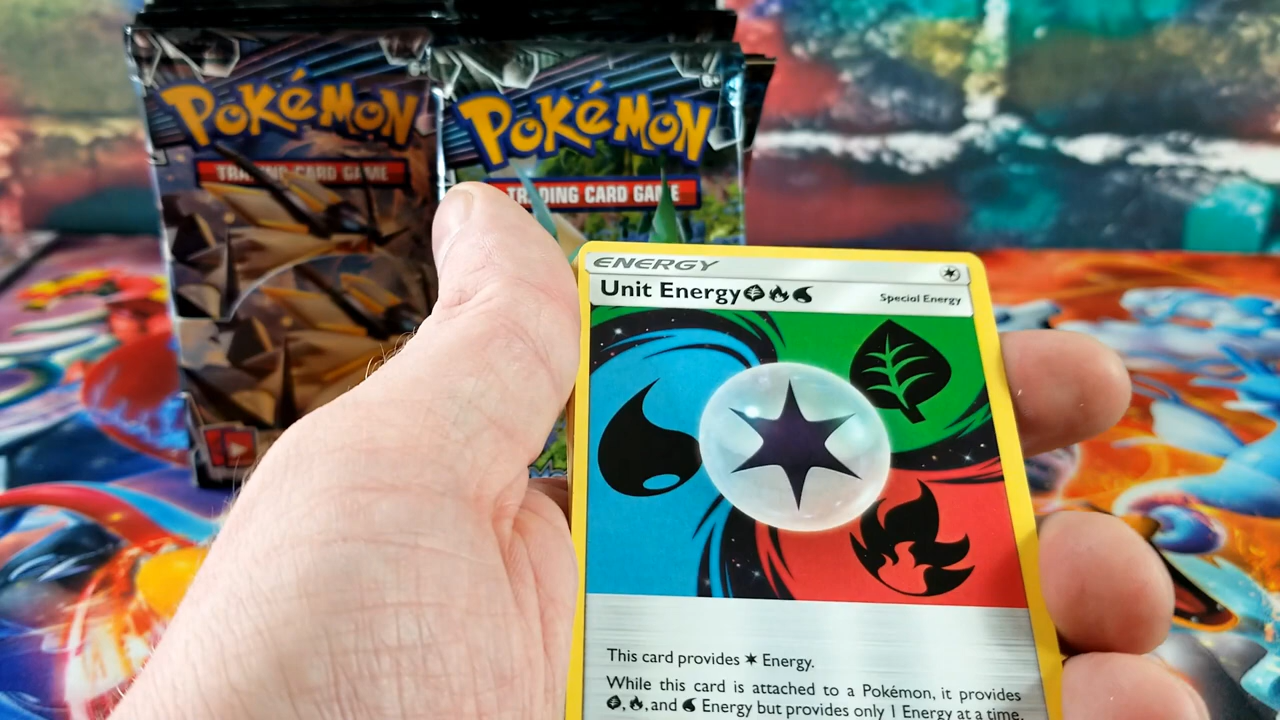 POKéMON
TRADING CARD GAME
POKéMON
TRADING CARD GAME
ENERGY
Unit Energy
Special Energy
This card provides Energy.
While this card is attached to a Pokémon, it provides
, , and Energy but provides only 1 Energy at a time.